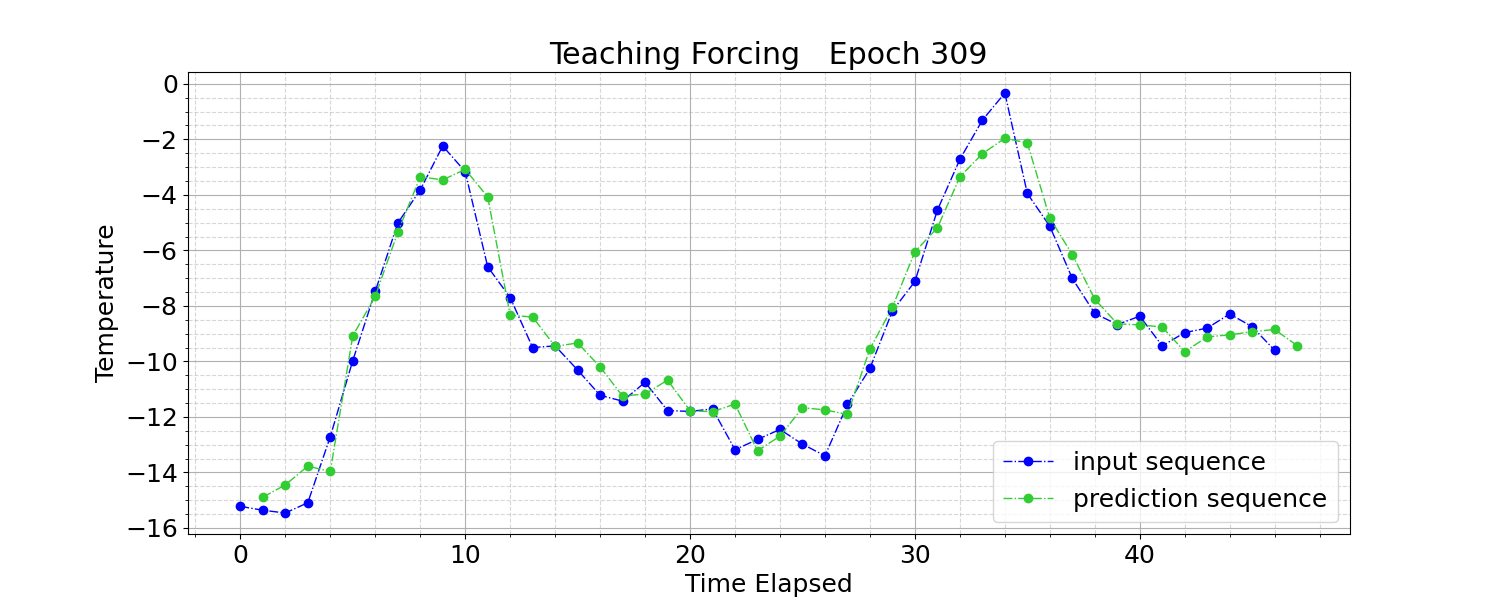 Teaching Forcing   Epoch 309
Temperature
0
−2
−4
−6
−8
−10
−12
−14
−16
input sequence
prediction sequence
0 10 20 30 40
Time Elapsed